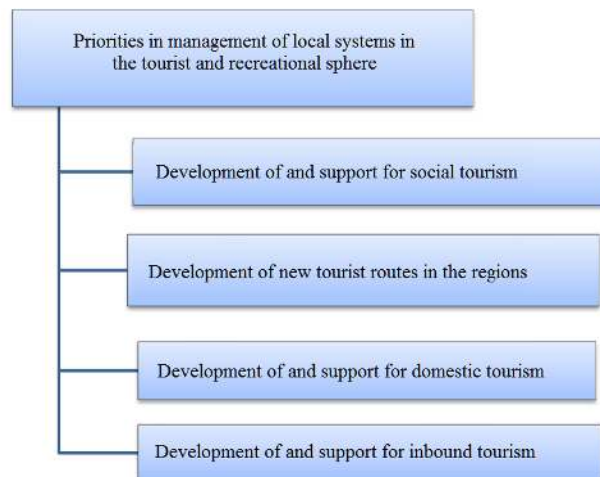 Priorities in management of local systems in
the tourist and recreational sphere
Development of and support for social tourism
Development of new tourist routes in the regions
Development of and support for domestic tourism
Development of and support for inbound tourism